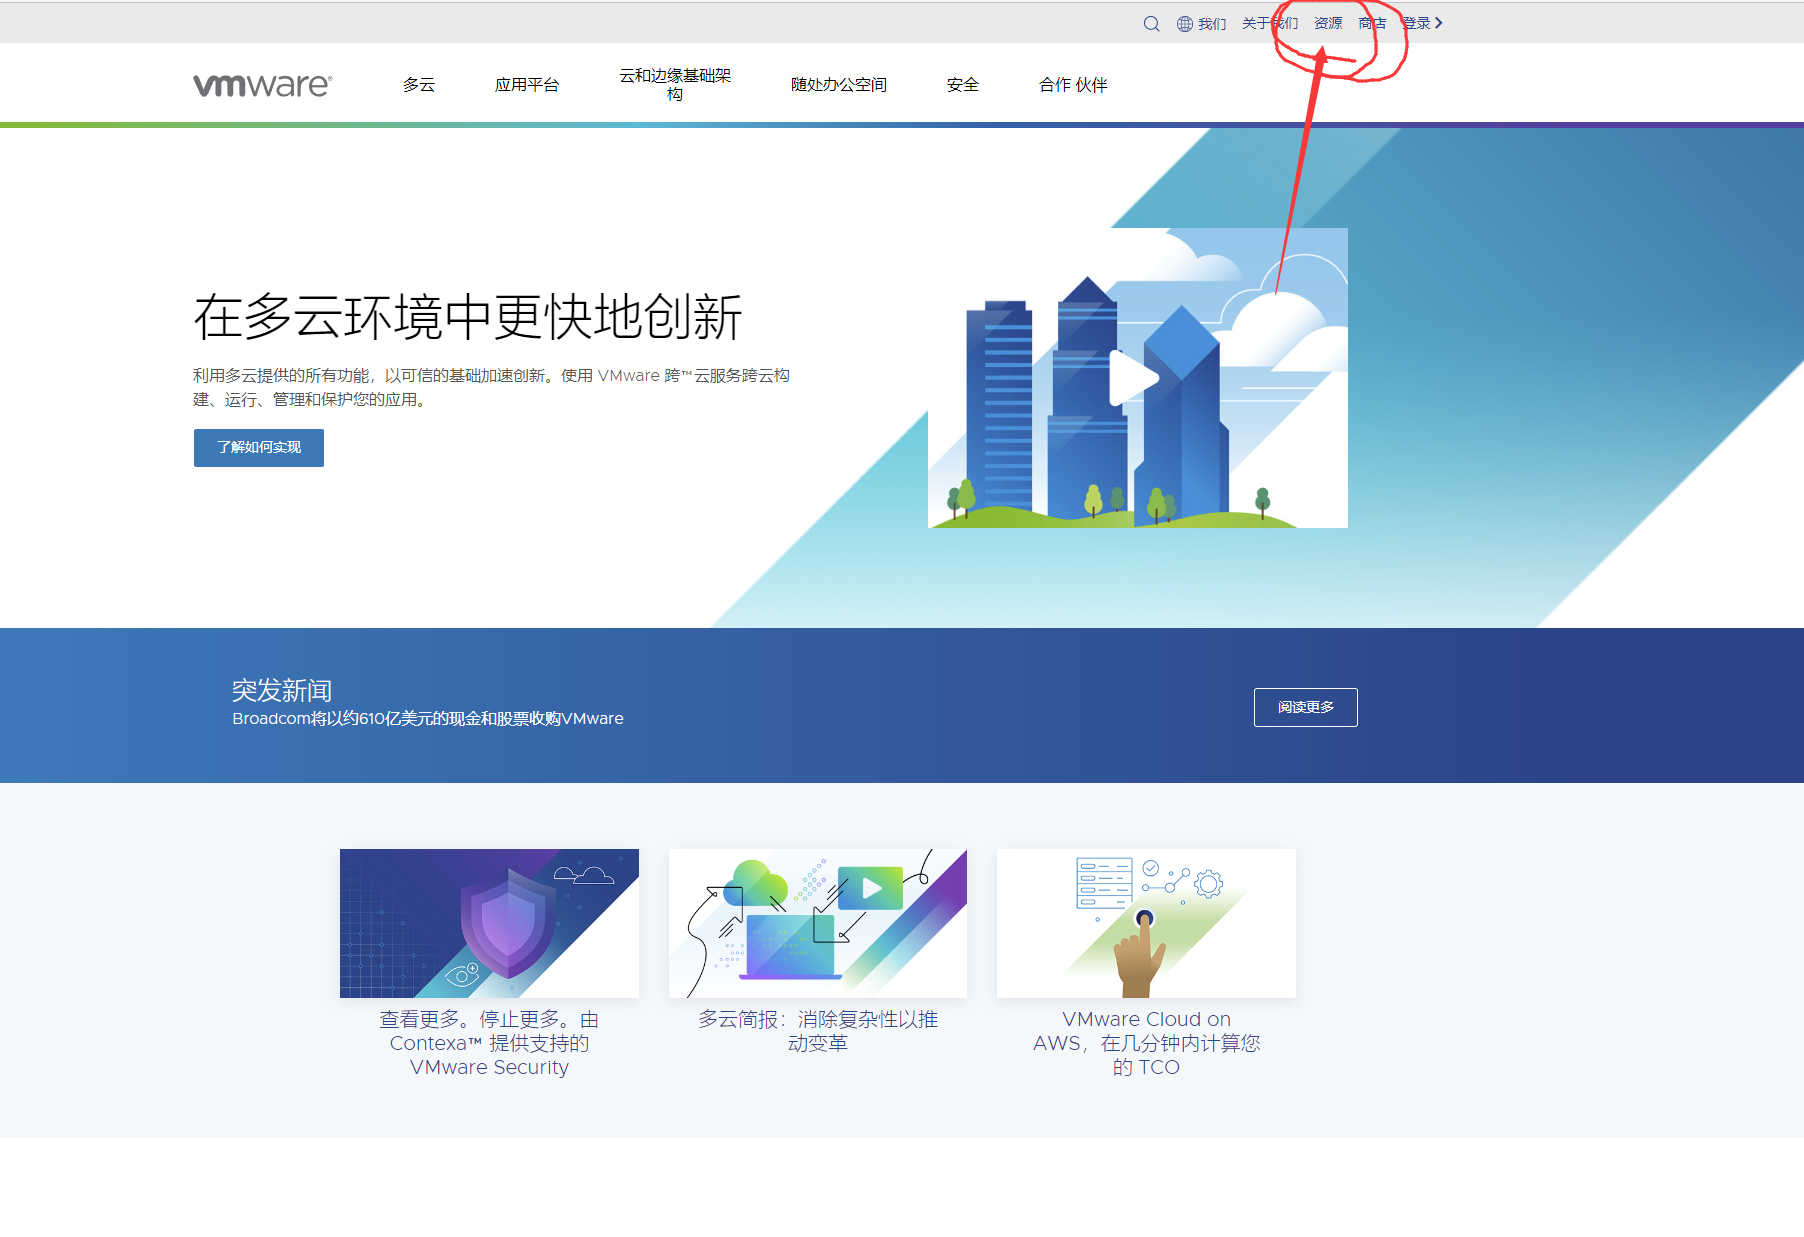 我们 关于我们 资源 商店 登录
vmware®
多云 应用平台 云和边缘基础架构 随处办公空间 安全 合作 伙伴
在多云环境中更快地创新
利用多云提供的所有功能，以可信的基础加速创新。使用 VMware 跨™云服务跨云构
建、运行、管理和保护您的应用。
了解如何实现
突发新闻
Broadcom将以约610亿美元的现金和股票收购VMware
阅读更多
查看更多。停止更多。由
Contexa™ 提供支持的
VMware Security
多云简报：消除复杂性以推
动变革
VMware Cloud on
AWS，在几分钟内计算您
的 TCO